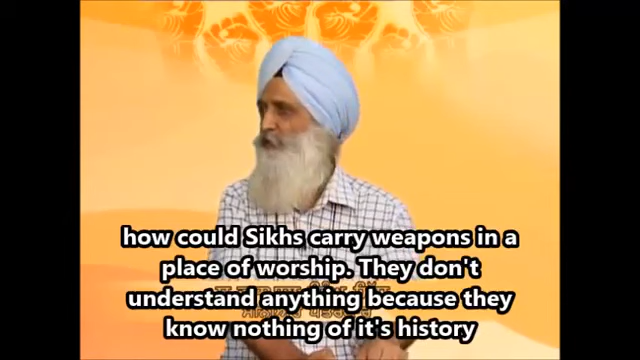 how could Sikhs carry weapons in a
place of worship. They don't
understand anything because they
know nothing of it's history